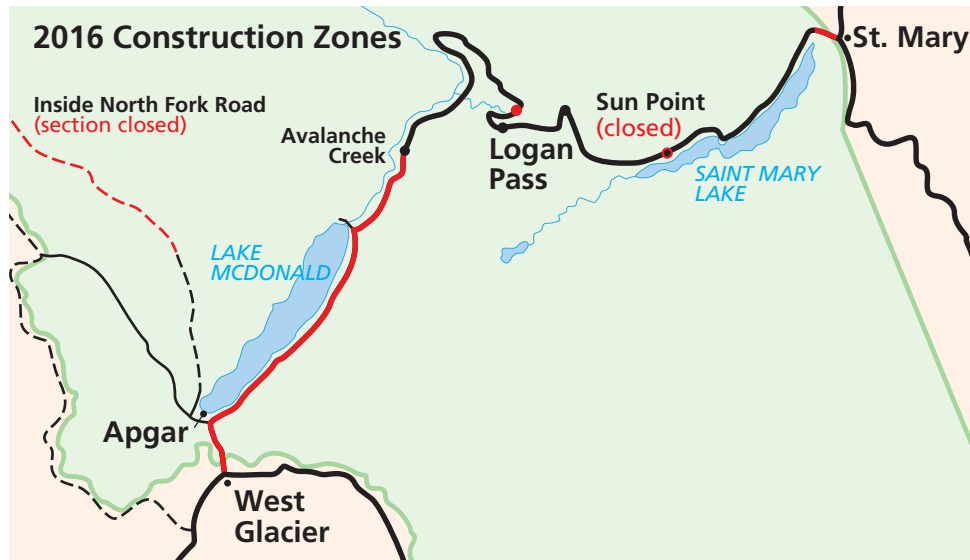 2016 Construction Zones
St. Mary
Inside North Fork Road
(section closed)
Sun Point
(closed)
Avalanche
Creek
Logan
Pass
SAINT MARY
LAKE
LAKE
MCDONALD
Apgar
West
Glacier